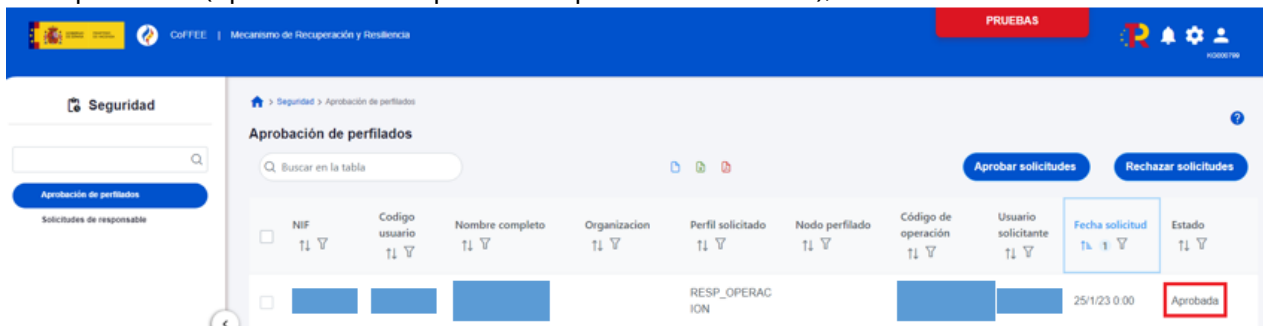 PRUEBAS
CoFFEE | Mecanismo de Recuperación y Resiliencia
Seguridad
> Seguridad > Aprobación de perfilados
Aprobación de perfilados
Buscar en la tabla
Aprobar solicitudes
Rechazar solicitudes
Aprobación de perfilados
Solicitudes de responsable
NIF
Codigo usuario
Nombre completo
Organizacion
Perfil solicitado
Nodo perfilado
Código de operación
Usuario solicitante
Fecha solicitud
1
Estado
RESP_OPERAC
ION
25/1/23 0:00
Aprobada